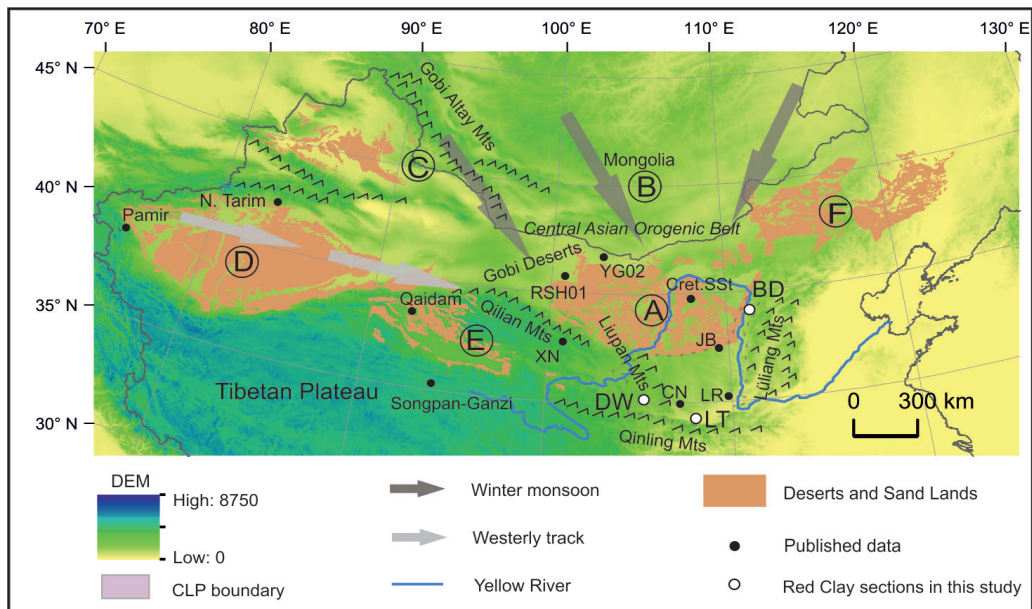 70° E 80° E 90° E 100° E 110° E 120° E 130° E
45° N
40° N
35° N
30° N
Gobi Altay Mts
C
Mongolia
B
N. Tarim
Pamir
Central Asian Orogenic Belt
F
D
Gobi Deserts
YG02
RSH01
Cret.SSt
BD
A
Qaidam
Qilian Mts
E
XN
Liupan Mts
JB
Lüliang Mts
Tibetan Plateau
Songpan-Ganzi
DW
CN
LR
LT
Qinling Mts
0 300 km
DEM
High: 8750
Low: 0
CLP boundary
Winter monsoon
Westerly track
Yellow River
Deserts and Sand Lands
Published data
Red Clay sections in this study